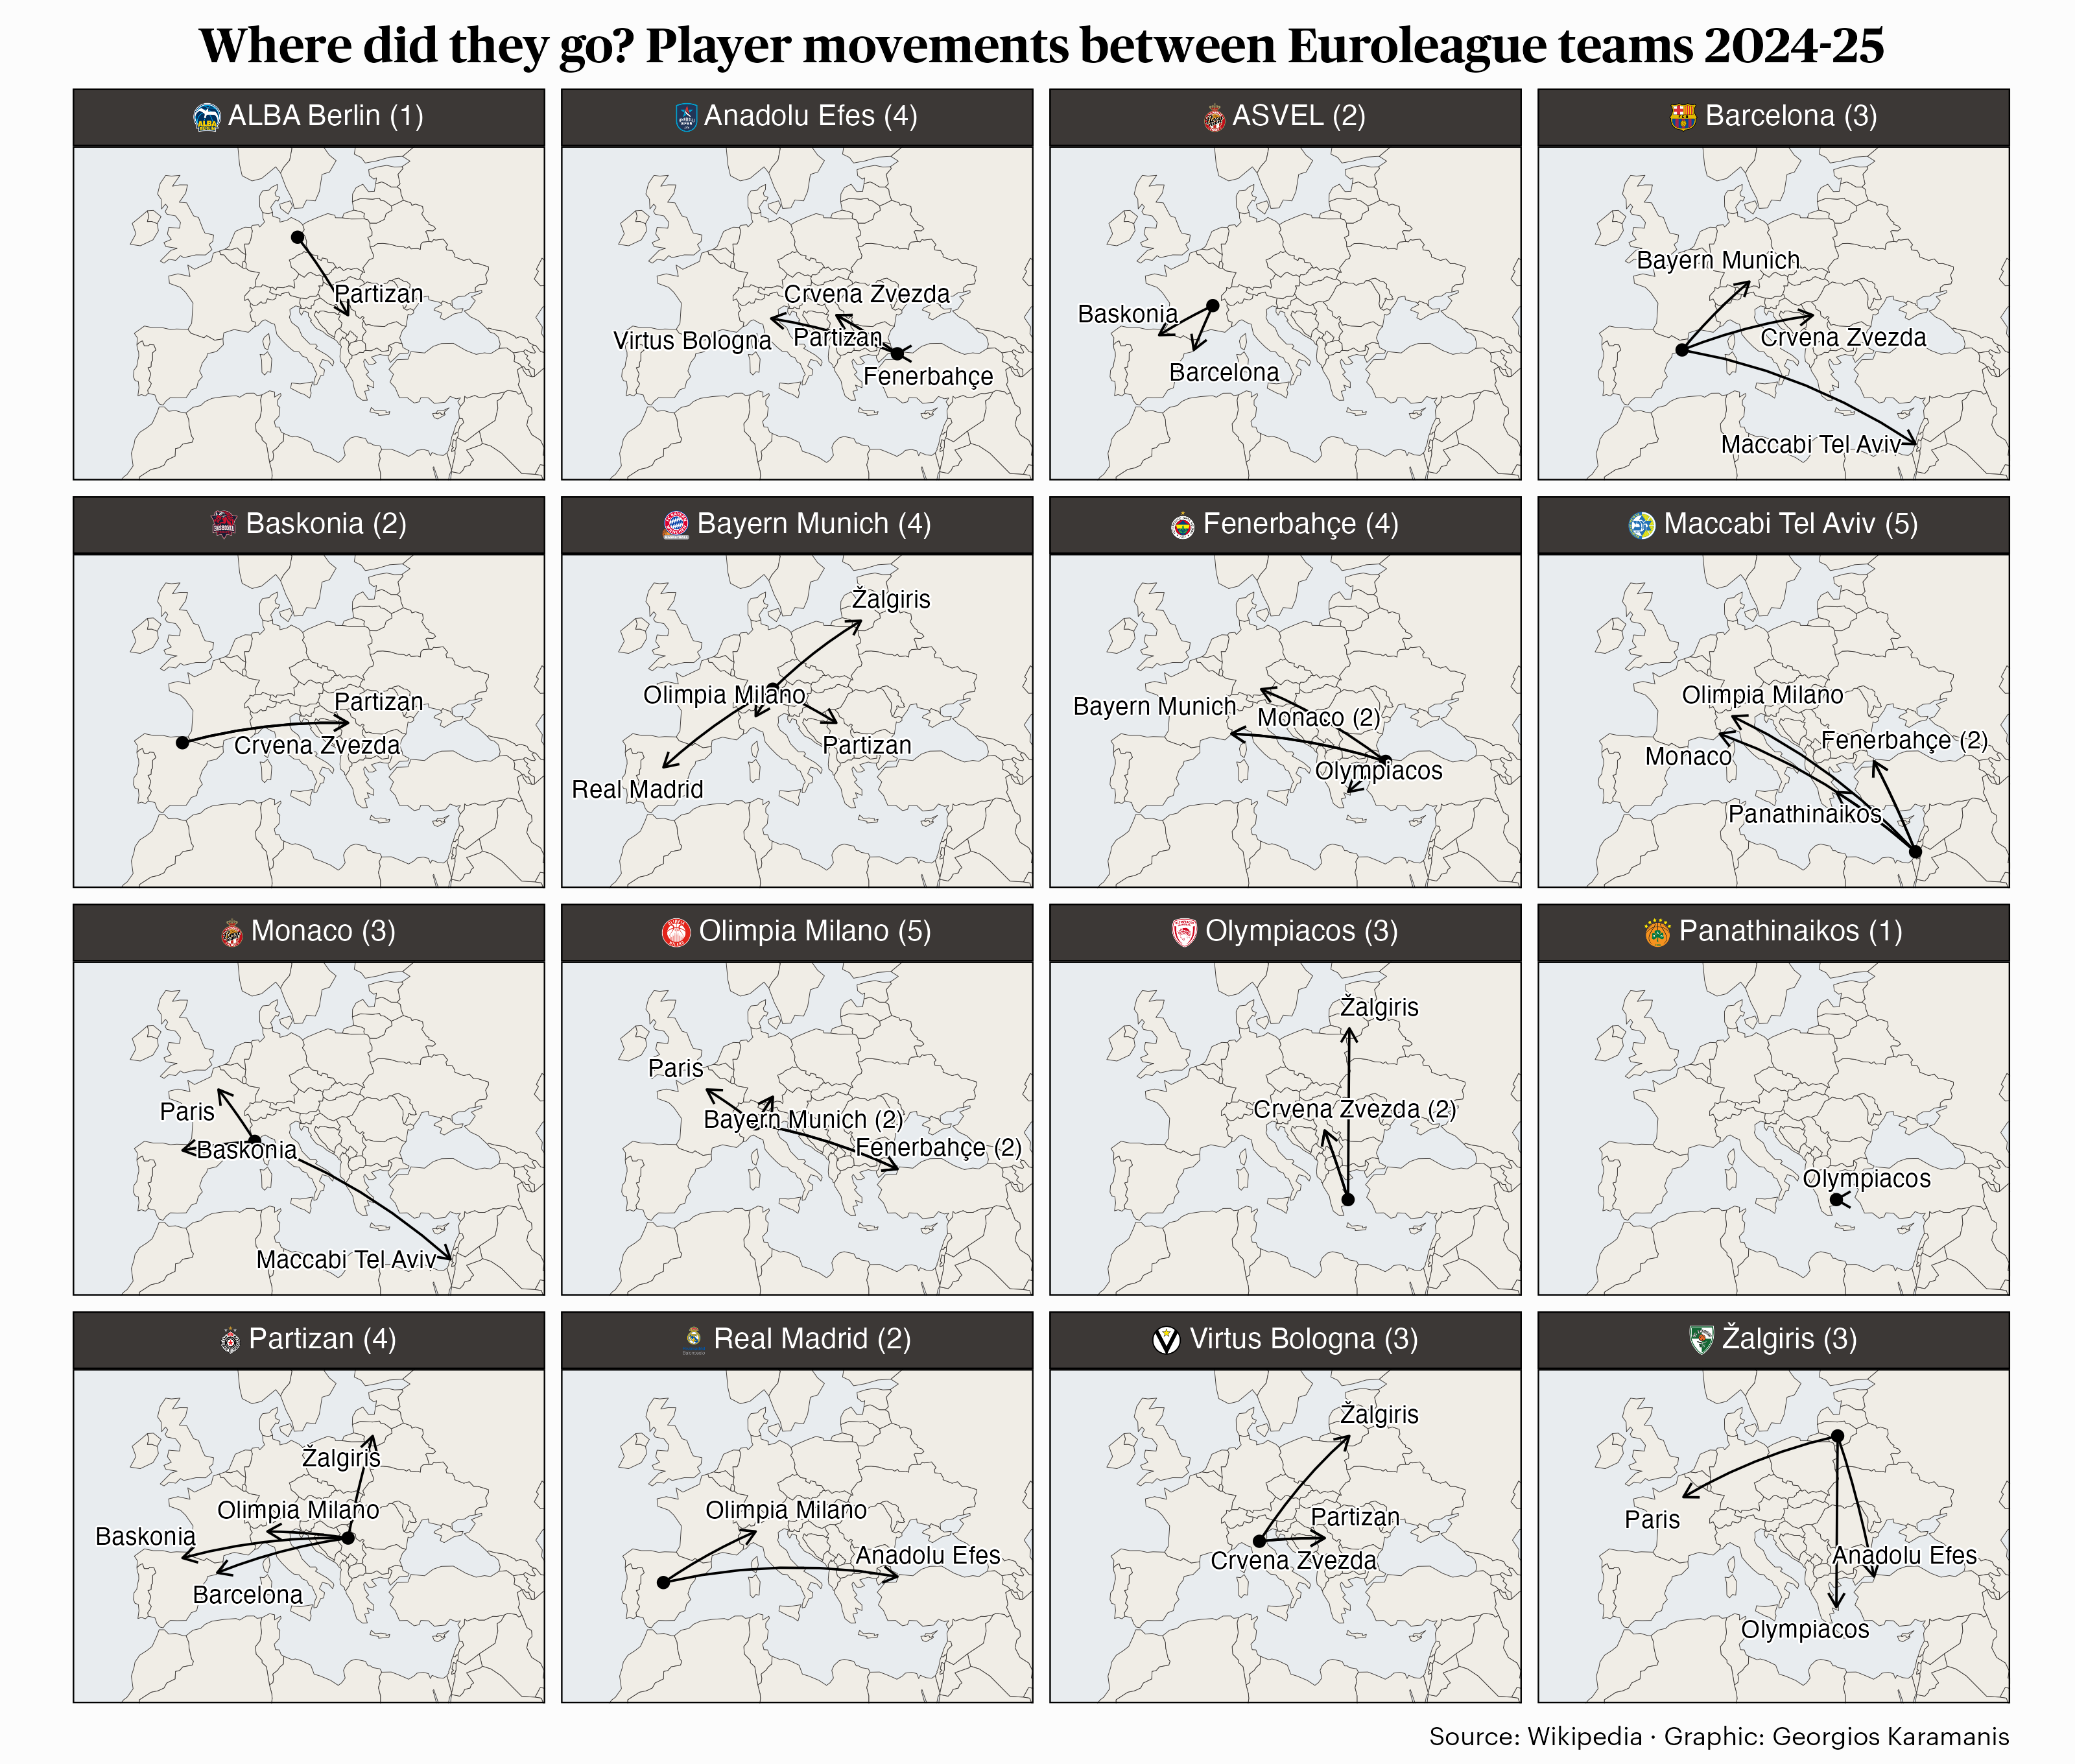 Where did they go? Player movements between Euroleague teams 2024-25
ALBA Berlin (1)
Partizan
Anadolu Efes (4)
Crvena Zvezda
Virtus Bologna
Partizan
Fenerbahçe
ASVEL (2)
Baskonia
Barcelona
Barcelona (3)
Bayern Munich
Crvena Zvezda
Maccabi Tel Aviv
Baskonia (2)
Partizan
Crvena Zvezda
Bayern Munich (4)
Žalgiris
Olimpia Milano
Partizan
Real Madrid
Fenerbahçe (4)
Bayern Munich
Monaco (2)
Olympiacos
Maccabi Tel Aviv (5)
Olimpia Milano
Fenerbahçe (2)
Monaco
Panathinaikos
Monaco (3)
Paris
Baskonia
Maccabi Tel Aviv
Olimpia Milano (5)
Paris
Bayern Munich (2)
Fenerbahçe (2)
Olympiacos (3)
Žalgiris
Crvena Zvezda (2)
Panathinaikos (1)
Olympiacos
Partizan (4)
Žalgiris
Olimpia Milano
Baskonia
Barcelona
Real Madrid (2)
Olimpia Milano
Anadolu Efes
Virtus Bologna (3)
Žalgiris
Partizan
Crvena Zvezda
Žalgiris (3)
Paris
Anadolu Efes
Olympiacos
Source: Wikipedia · Graphic: Georgios Karamanis